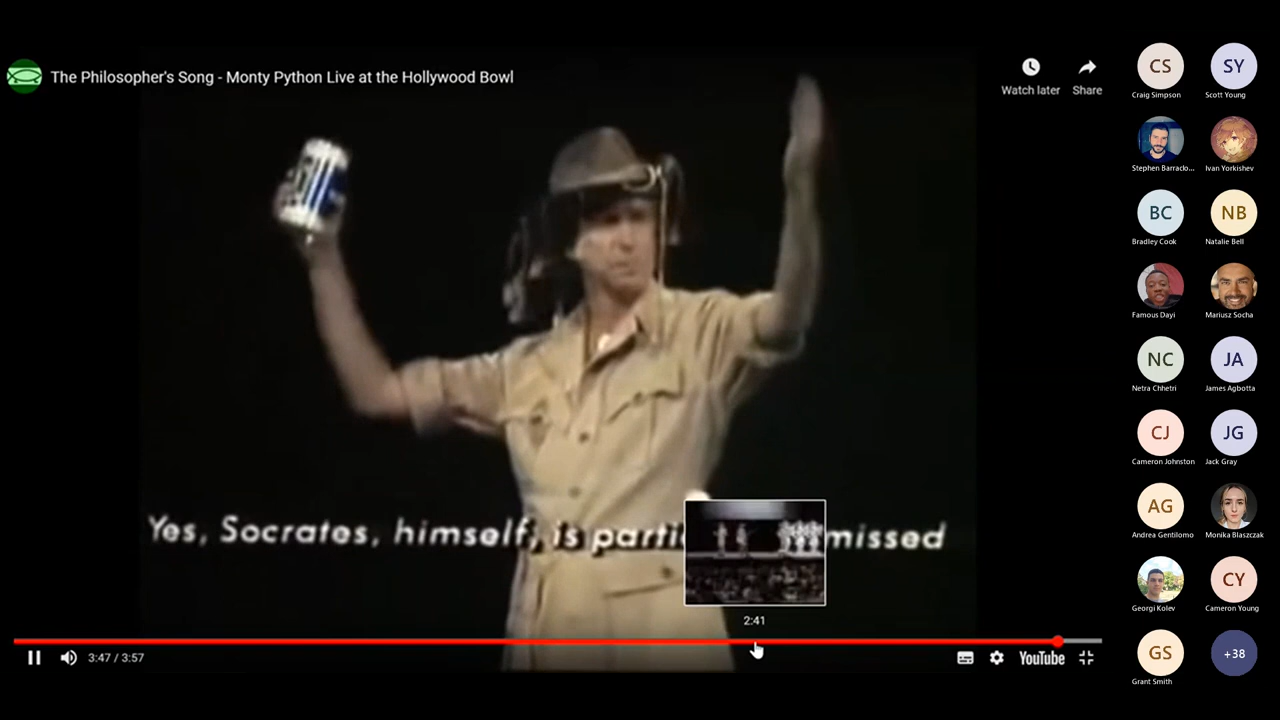 The Philosopher's Song - Monty Python Live at the Hollywood Bowl
Watch later
Share
Yes, Socrates, himself, is parti missed
2:41
3:47 / 3:57
YouTube
CS
Craig Simpson
SY
Scott Young
Stephen Barraclo...
Ivan Yorkishev
BC
Bradley Cook
NB
Natalie Bell
Famous Dayi
Mariusz Socha
NC
Netra Chhetri
JA
James Agbotta
CJ
Cameron Johnston
JG
Jack Gray
AG
Andrea Gentilomo
Monika Blaszczak
Georgi Kolev
CY
Cameron Young
GS
Grant Smith
+38